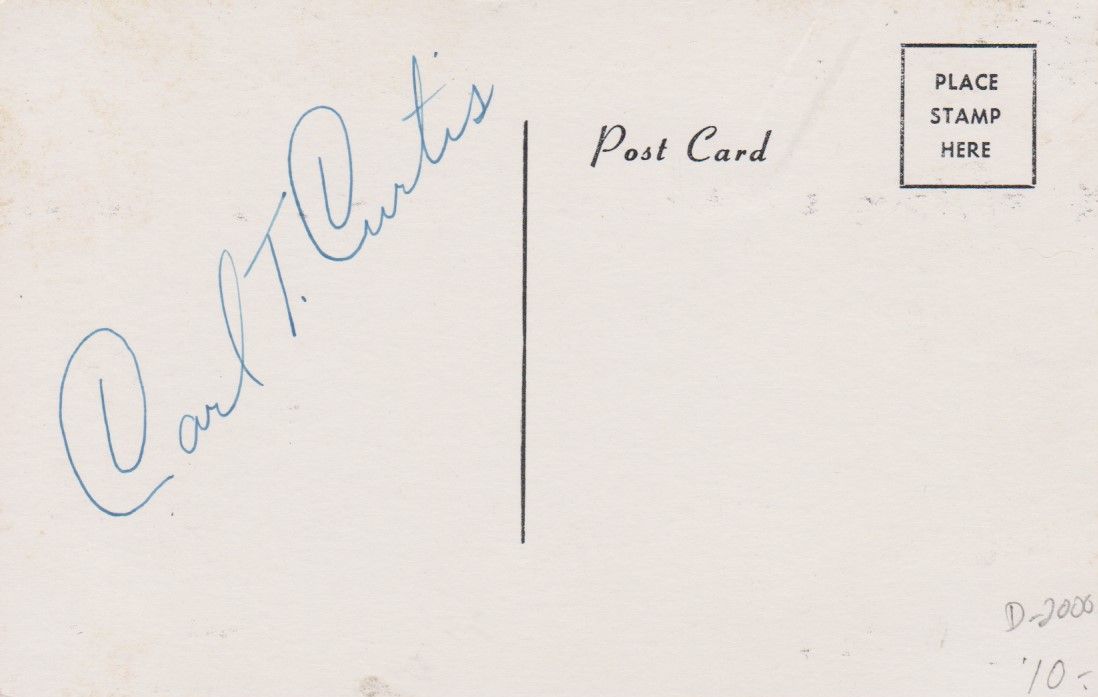 Carl T. Curtis
Post Card
PLACE
STAMP
HERE
D-2000
10-